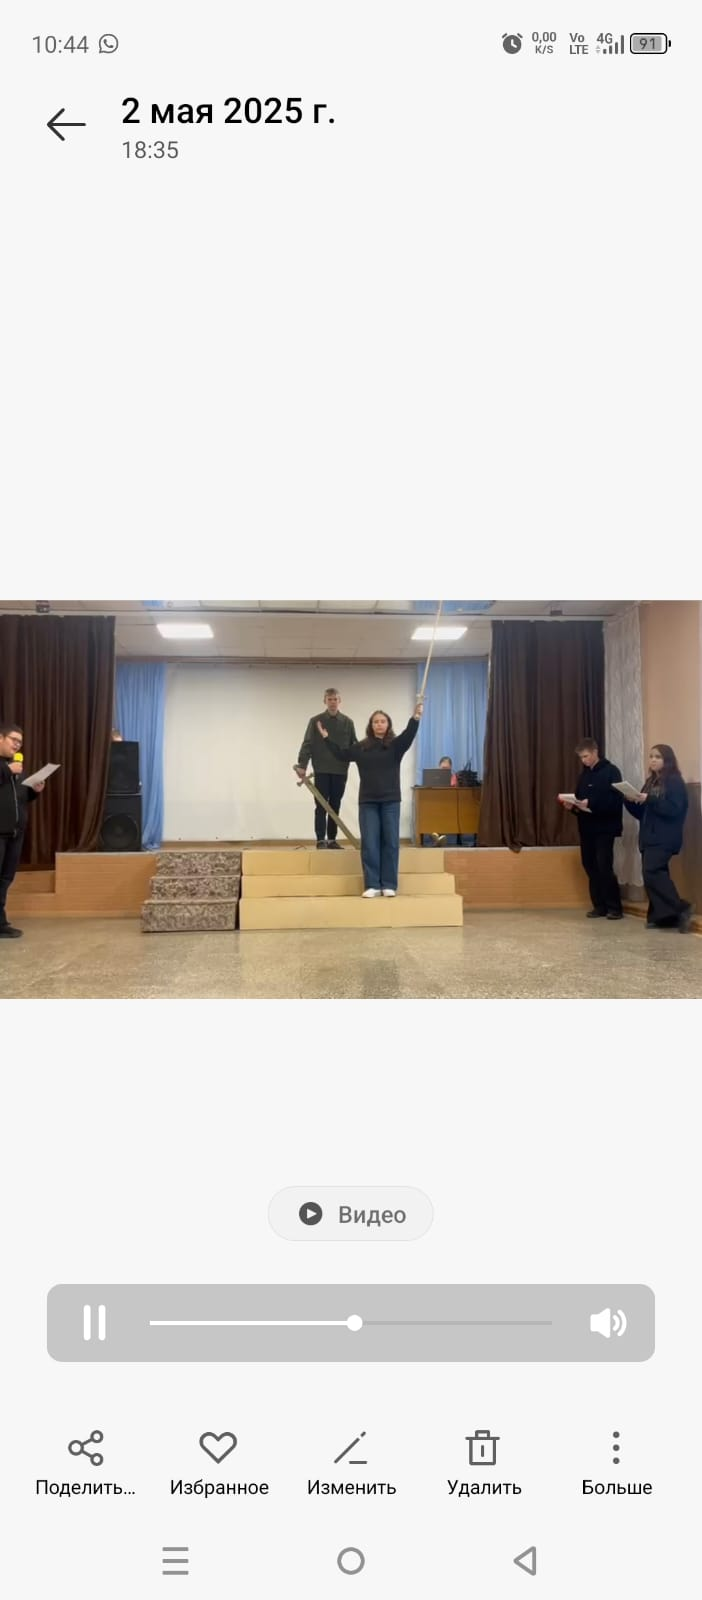 10:44
0,00 K/S
Vo LTE
4G
91
2 мая 2025 г.
18:35
Видео
Поделить...
Избранное
Изменить
Удалить
Больше